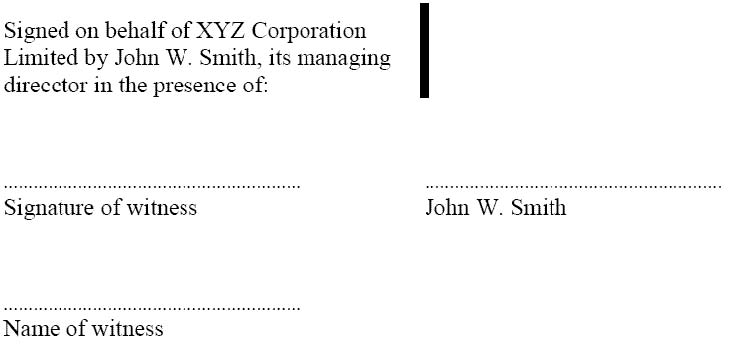 Signed on behalf of XYZ Corporation
Limited by John W. Smith, its managing
direcctor in the presence of:
............................................................ ............................................................
Signature of witness John W. Smith
............................................................
Name of witness